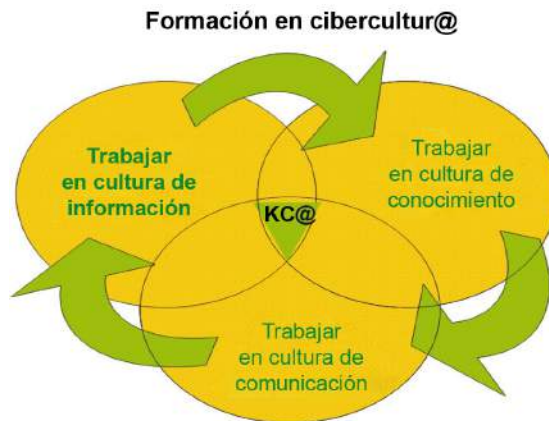 Formación en cibercultur@
Trabajar
en cultura de
información
Trabajar
en cultura de
conocimiento
KC@
Trabajar
en cultura de
comunicación